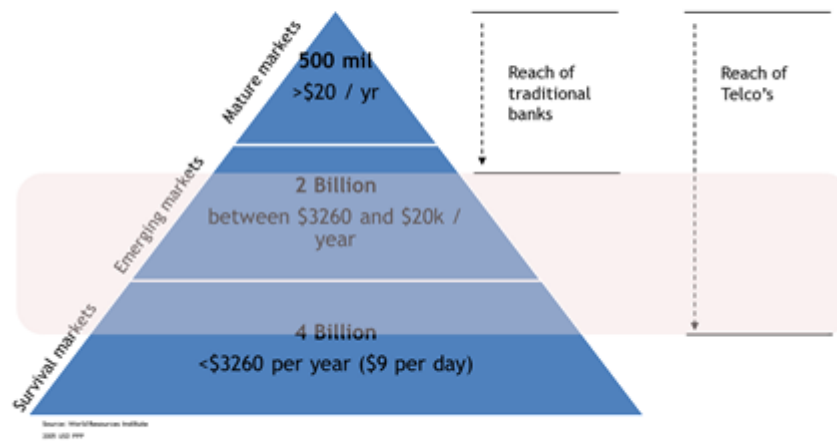 Mature markets
500 mil
>$20 / yr
Reach of
traditional
banks
Reach of
Telco's
Emerging markets
2 Billion
between $3260 and $20k /
year
Survival markets
4 Billion
<$3260 per year ($9 per day)
Source: World Resources Institute
USD PPP